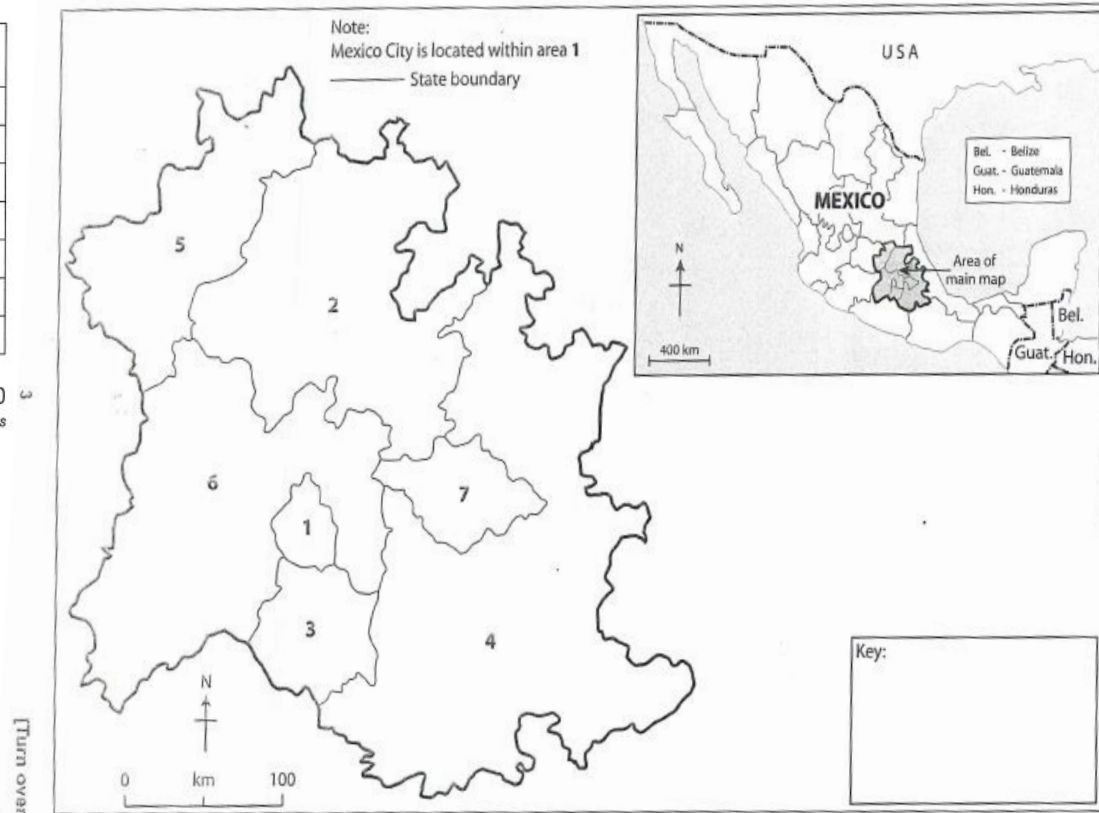 Note:
Mexico City is located within area 1
State boundary
USA
Bel. - Belize
Guat. - Guatemala
Hon. - Honduras
MEXICO
N
Area of
main map
400 km
Bel.
Guat.
Hon.
5
2
6
7
1
3
4
N
0 km 100
Key:
3
[Turn over